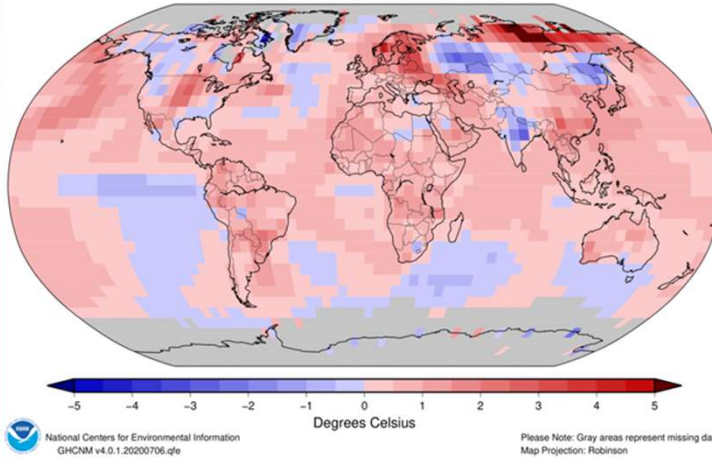 −5 −4 −3 −2 −1 0 1 2 3 4 5
Degrees Celsius
NOAA
National Centers for Environmental Information
GHCNM v4.0.1.20200706.qfe
Please Note: Gray areas represent missing da
Map Projection: Robinson